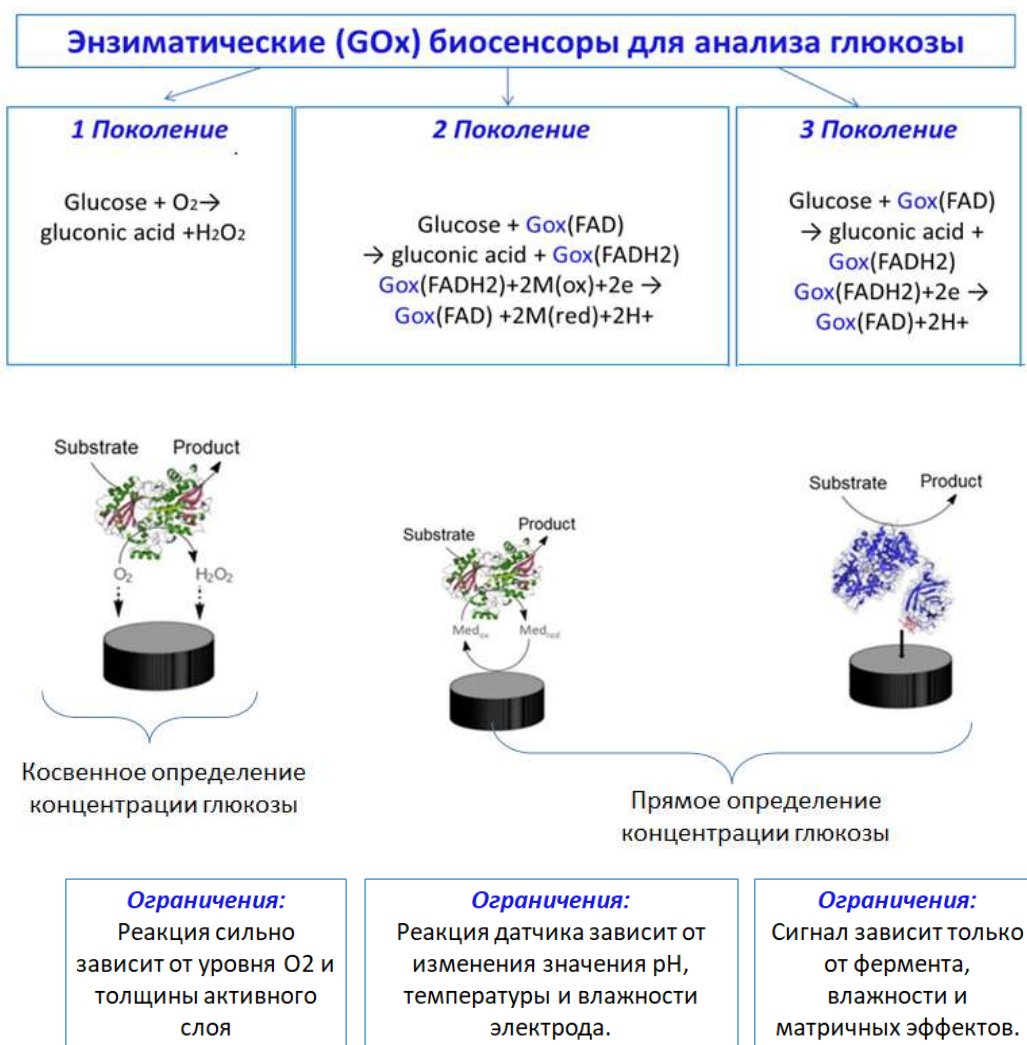 Энзиматические (GOx) биосенсоры для анализа глюкозы
1 Поколение
.
Glucose + O₂→
gluconic acid +H₂O₂
2 Поколение
Glucose + Gox(FAD)
→ gluconic acid + Gox(FADH2)
Gox(FADH2)+2M(ox)+2e →
Gox(FAD) +2M(red)+2H+
3 Поколение
Glucose + Gox(FAD)
→ gluconic acid +
Gox(FADH2)
Gox(FADH2)+2e →
Gox(FAD)+2H+
Substrate Product
O₂ H₂O₂
Substrate Product
Medox Medred
Substrate Product
Косвенное определение
концентрации глюкозы
Прямое определение
концентрации глюкозы
Ограничения:
Реакция сильно
зависит от уровня O2 и
толщины активного
слоя
Ограничения:
Реакция датчика зависит от
изменения значения pH,
температуры и влажности
электрода.
Ограничения:
Сигнал зависит только
от фермента,
влажности и
матричных эффектов.